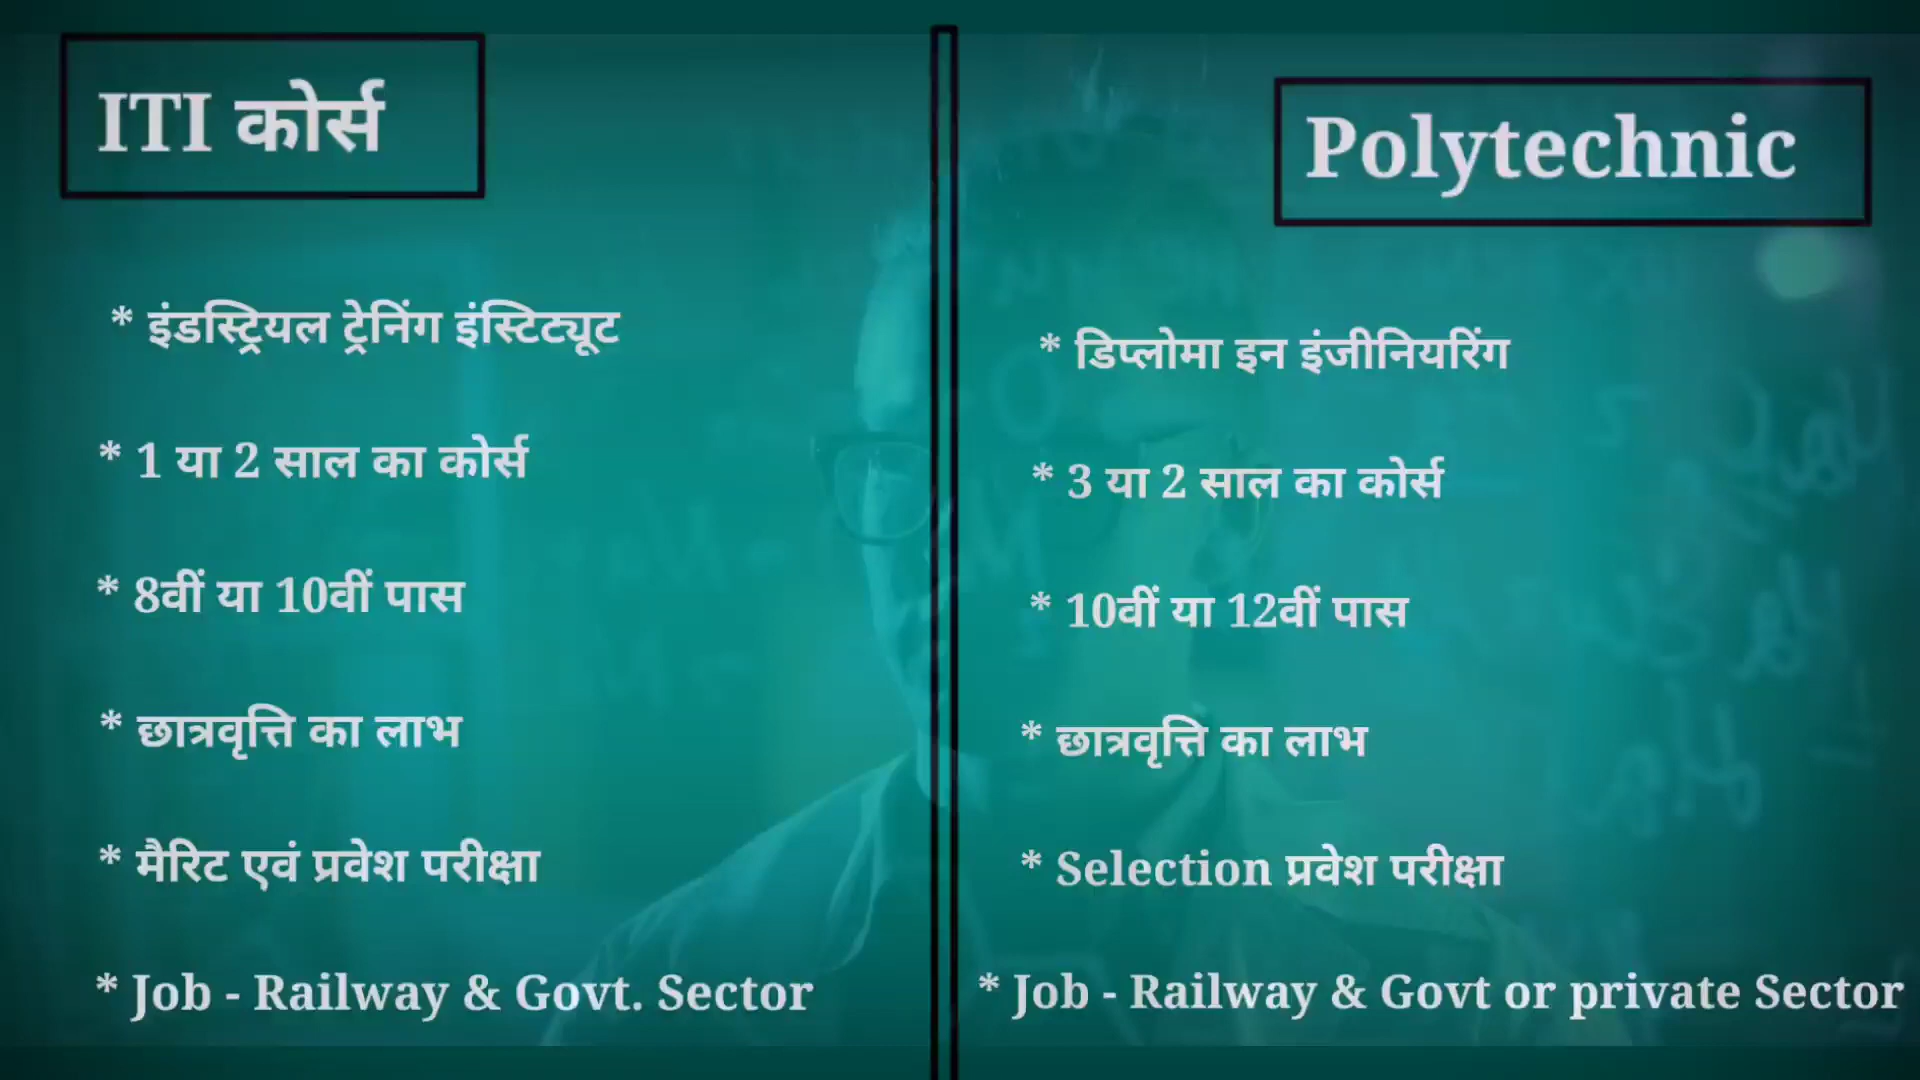 ITI कोर्स
* इंडस्ट्रियल ट्रेनिंग इंस्टिट्यूट
* 1 या 2 साल का कोर्स
* 8वीं या 10वीं पास
* छात्रवृत्ति का लाभ
* मैरिट एवं प्रवेश परीक्षा
* Job - Railway & Govt. Sector
Polytechnic
* डिप्लोमा इन इंजीनियरिंग
* 3 या 2 साल का कोर्स
* 10वीं या 12वीं पास
* छात्रवृत्ति का लाभ
* Selection प्रवेश परीक्षा
* Job - Railway & Govt or private Sector